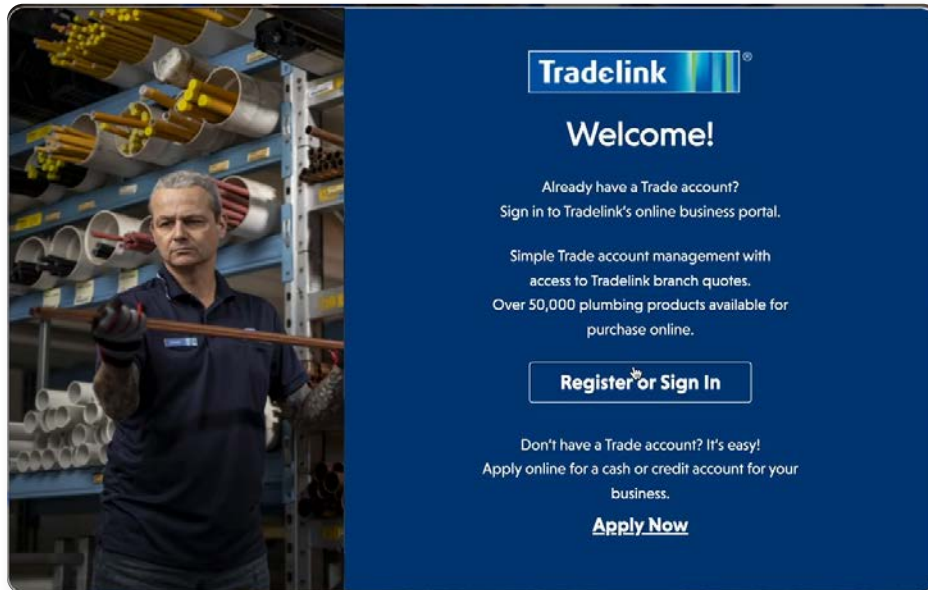 Tradelink®
Welcome!
Already have a Trade account?
Sign in to Tradelink's online business portal.
Simple Trade account management with
access to Tradelink branch quotes.
Over 50,000 plumbing products available for
purchase online.
Register or Sign In
Don't have a Trade account? It's easy!
Apply online for a cash or credit account for your
business.
Apply Now